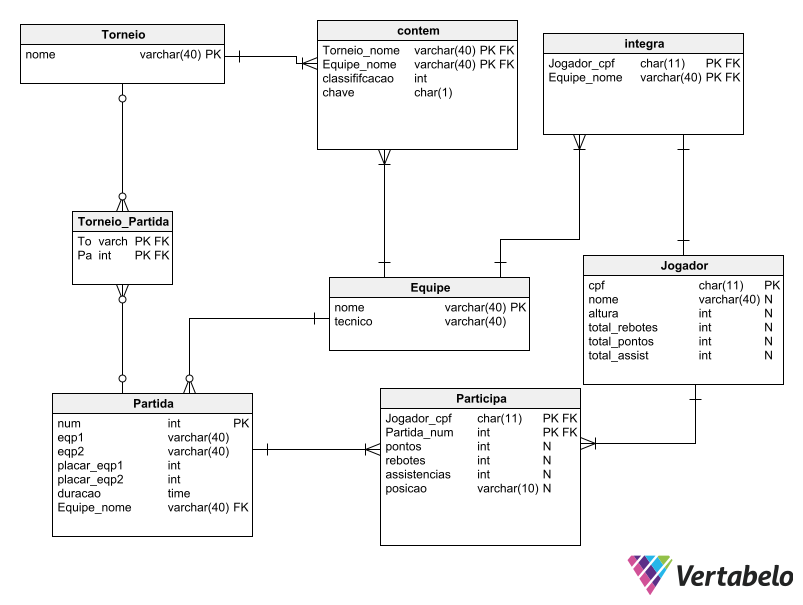 Torneio
nome varchar(40) PK
contem
Torneio_nome varchar(40) PK FK
Equipe_nome varchar(40) PK FK
classififcacao int
chave char(1)
integra
Jogador_cpf char(11) PK FK
Equipe_nome varchar(40) PK FK
Torneio_Partida
To varch PK FK
Pa int PK FK
Equipe
nome varchar(40) PK
tecnico varchar(40)
Jogador
cpf char(11) PK
nome varchar(40) N
altura int N
total_rebotes int N
total_pontos int N
total_assist int N
Partida
num int PK
eqp1 varchar(40)
eqp2 varchar(40)
placar_eqp1 int
placar_eqp2 int
duracao time
Equipe_nome varchar(40) FK
Participa
Jogador_cpf char(11) PK FK
Partida_num int PK FK
pontos int N
rebotes int N
assistencias int N
posicao varchar(10) N
Vertabelo